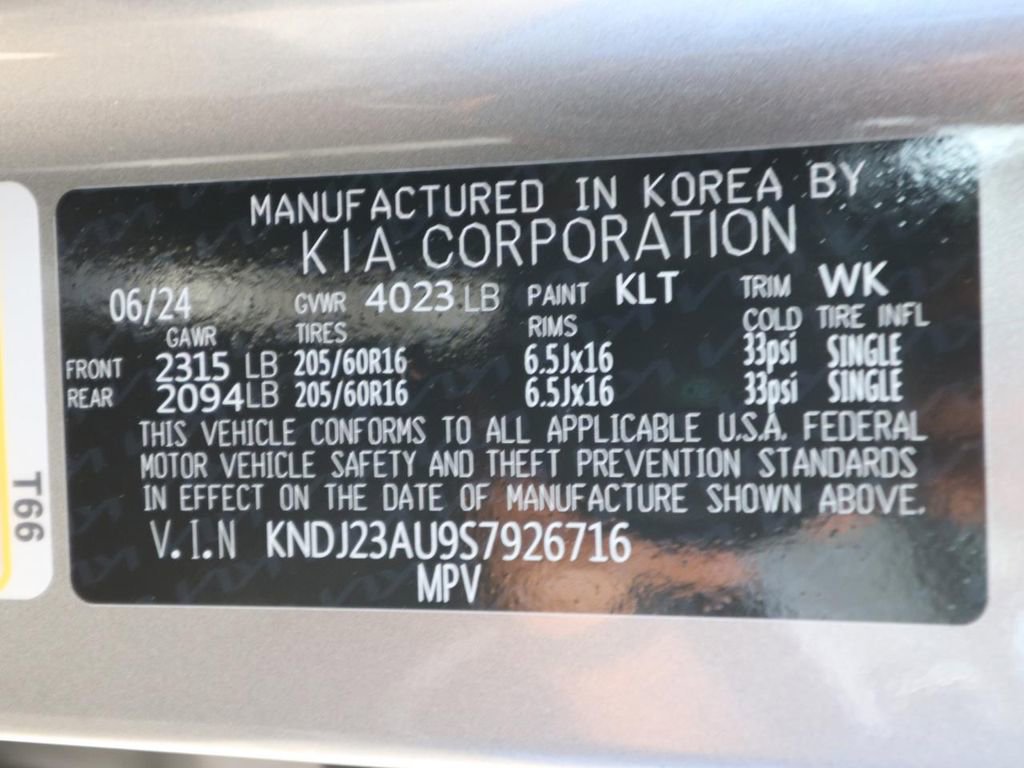 MANUFACTURED IN KOREA BY
KIA CORPORATION
06/24 GVWR 4023 LB PAINT KLT TRIM WK
GAWR TIRES RIMS COLD TIRE INFL
FRONT 2315 LB 205/60R16 6.5Jx16 33psi SINGLE
REAR 2094 LB 205/60R16 6.5Jx16 33psi SINGLE
THIS VEHICLE CONFORMS TO ALL APPLICABLE U.S.A. FEDERAL
MOTOR VEHICLE SAFETY AND THEFT PREVENTION STANDARDS
IN EFFECT ON THE DATE OF MANUFACTURE SHOWN ABOVE.
V.I.N KNDJ23AU9S7926716
MPV
T66